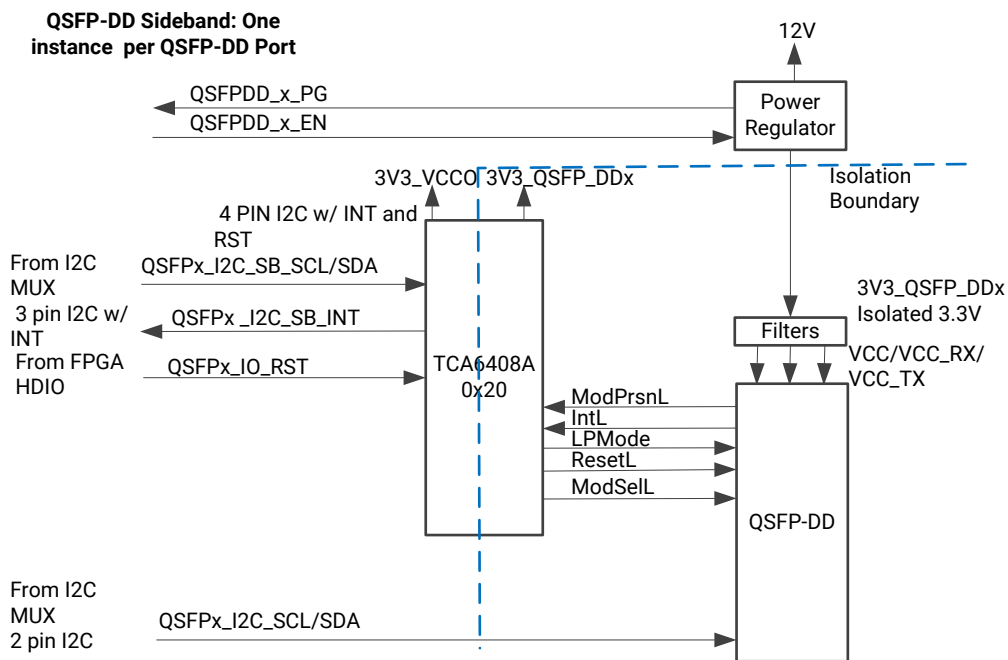 QSFP-DD Sideband: One
instance per QSFP-DD Port
12V
QSFPDD_x_PG
QSFPDD_x_EN
Power
Regulator
Isolation
Boundary
3V3_VCCO 3V3_QSFP_DDx
4 PIN I2C w/ INT and
RST
From I2C
MUX
QSFPx_I2C_SB_SCL/SDA
3 pin I2C w/
INT
QSFPx _I2C_SB_INT
From FPGA
HDIO
QSFPx_IO_RST
TCA6408A
0x20
3V3_QSFP_DDx
Isolated 3.3V
Filters
VCC/VCC_RX/
VCC_TX
ModPrsnL
IntL
LPMode
ResetL
ModSelL
QSFP-DD
From I2C
MUX
2 pin I2C
QSFPx_I2C_SCL/SDA